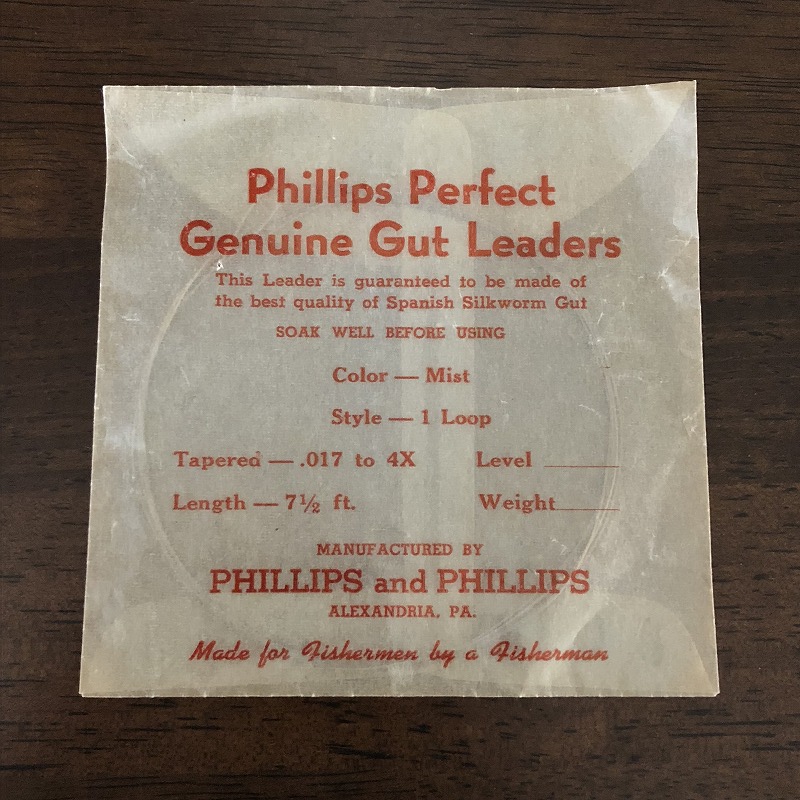 Phillips Perfect
Genuine Gut Leaders
This Leader is guaranteed to be made of
the best quality of Spanish Silkworm Gut
SOAK WELL BEFORE USING
Color — Mist
Style — 1 Loop
Tapered — .017 to 4X Level ______
Length — 7½ ft. Weight______
MANUFACTURED BY
PHILLIPS and PHILLIPS
ALEXANDRIA, PA.
Made for Fishermen by a Fisherman